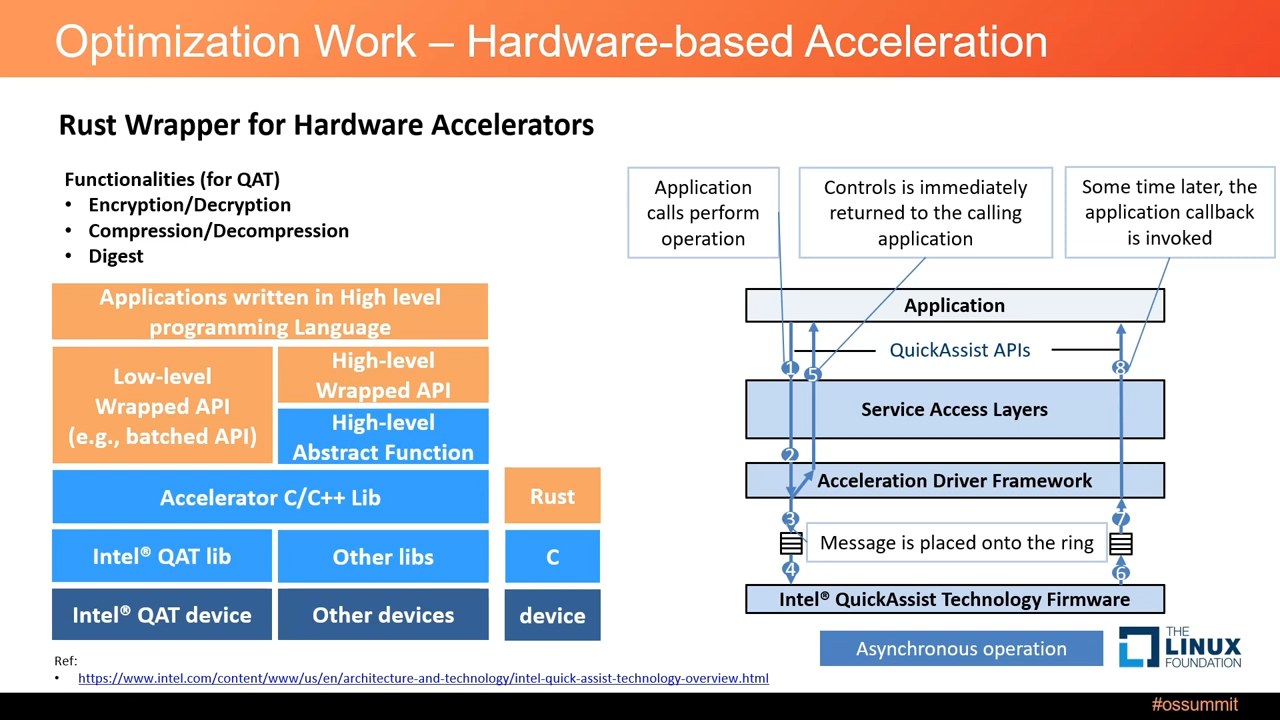 Optimization Work – Hardware-based Acceleration
Rust Wrapper for Hardware Accelerators
Functionalities (for QAT)
• Encryption/Decryption
• Compression/Decompression
• Digest
Applications written in High level
programming Language
Low-level
Wrapped API
(e.g., batched API)
High-level
Wrapped API
High-level
Abstract Function
Accelerator C/C++ Lib
Rust
Intel® QAT lib
Other libs
C
Intel® QAT device
Other devices
device
Application
calls perform
operation
Controls is immediately
returned to the calling
application
Some time later, the
application callback
is invoked
Application
QuickAssist APIs
1
5
8
Service Access Layers
2
Acceleration Driver Framework
3
7
Message is placed onto the ring
4
6
Intel® QuickAssist Technology Firmware
Asynchronous operation
THE
LINUX
FOUNDATION
Ref:
• https://www.intel.com/content/www/us/en/architecture-and-technology/intel-quick-assist-technology-overview.html
#ossummit